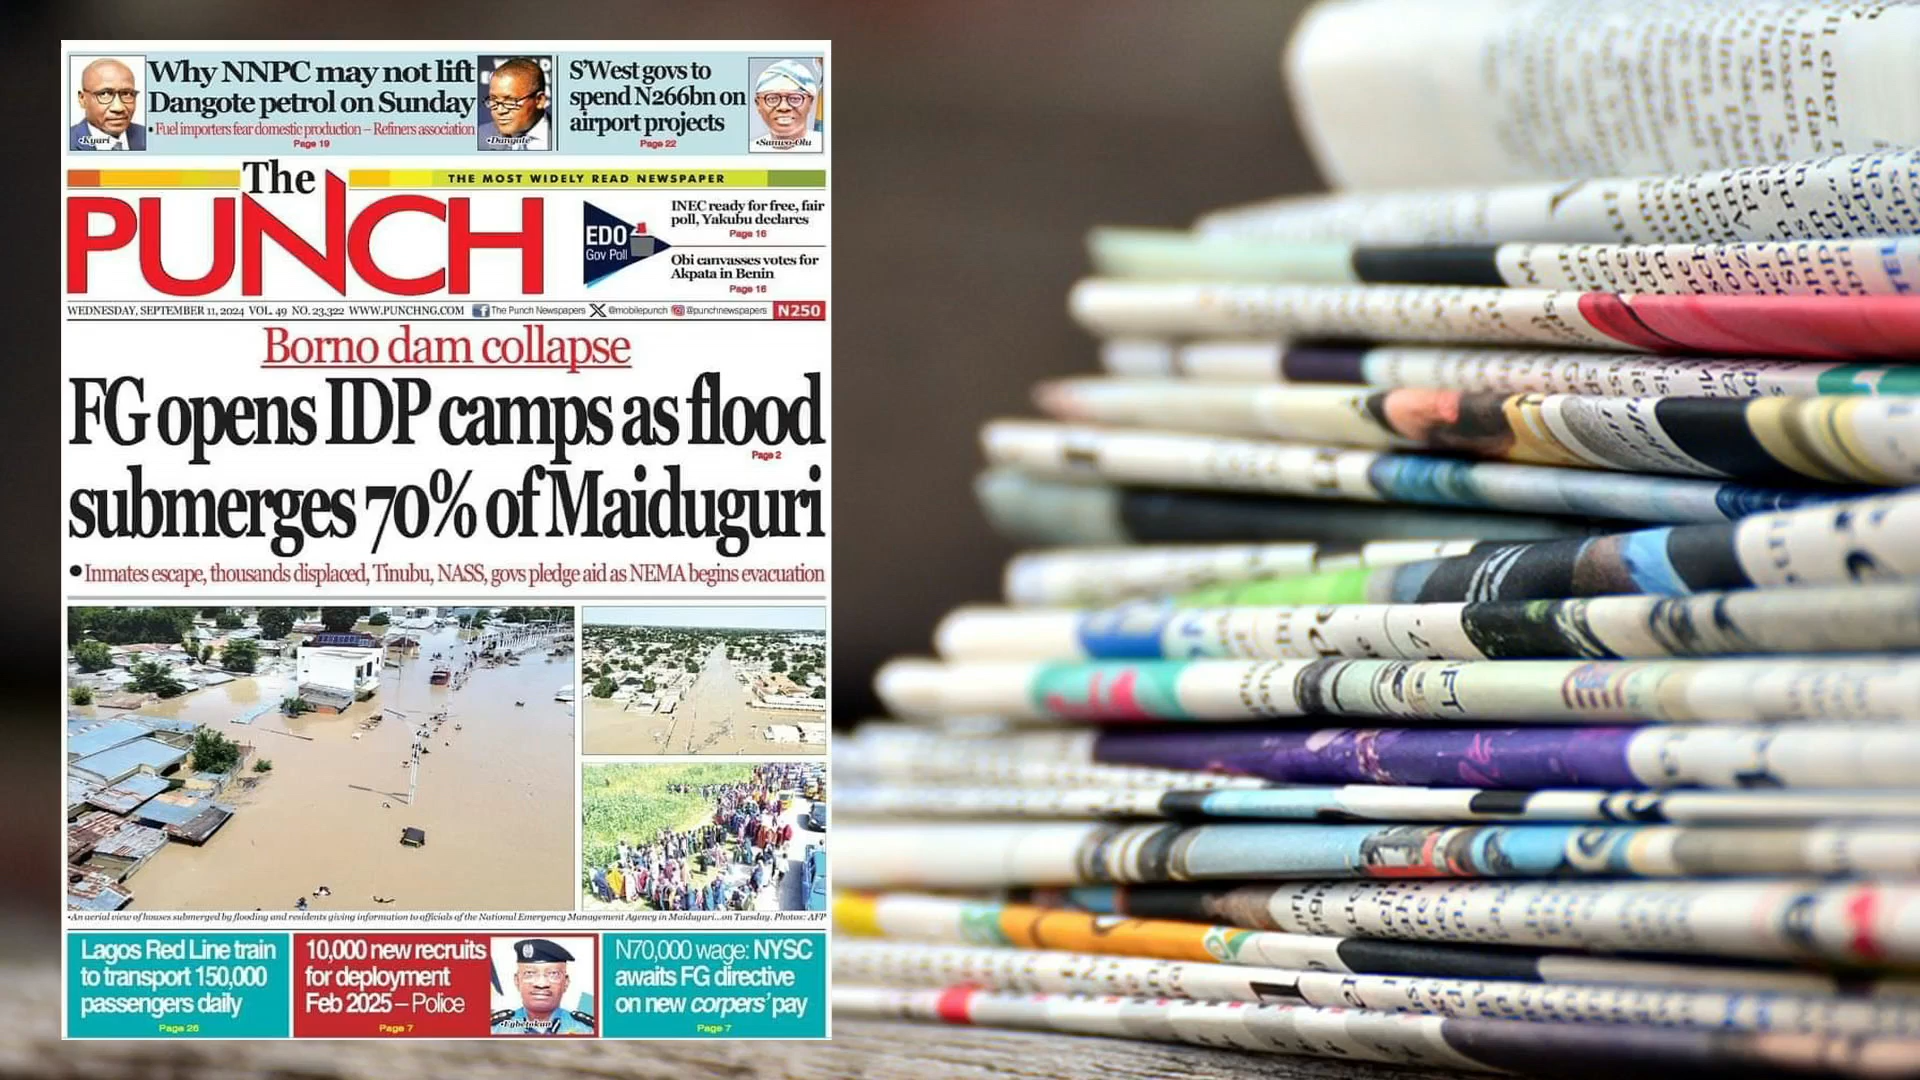 Why NNPC may not lift
Dangote petrol on Sunday
• Fuel importers fear domestic production – Refiners association
Page 19
•Kyari
•Dangote
S'West govs to
spend N266bn on
airport projects
Page 22
•Sanwo-Olu
The
PUNCH
THE MOST WIDELY READ NEWSPAPER
EDO
Gov Poll
INEC ready for free, fair
poll, Yakubu declares
Page 16
Obi canvasses votes for
Akpata in Benin
Page 16
WEDNESDAY, SEPTEMBER 11, 2024 VOL. 49 NO. 23,322 WWW.PUNCHNG.COM The Punch Newspapers @mobilepunch @punchnewspapers N250
Borno dam collapse
FG opens IDP camps as flood
Page 2
submerges 70% of Maiduguri
• Inmates escape, thousands displaced, Tinubu, NASS, govs pledge aid as NEMA begins evacuation
•An aerial view of houses submerged by flooding and residents giving information to officials of the National Emergency Management Agency in Maiduguri...on Tuesday. Photos: AFP
Lagos Red Line train
to transport 150,000
passengers daily
Page 26
10,000 new recruits
for deployment
Feb 2025 – Police
Page 7
•Egbetokun
N70,000 wage: NYSC
awaits FG directive
on new corpers' pay
Page 7